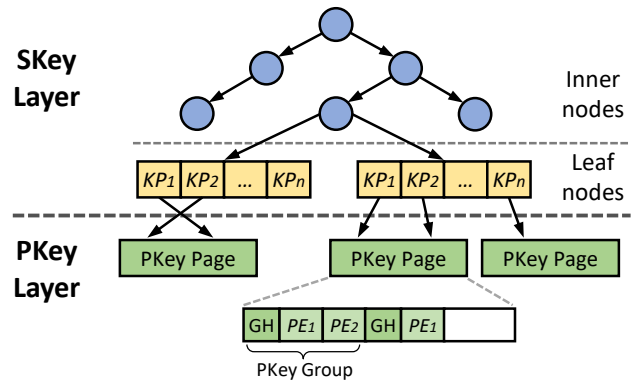 SKey
Layer
Inner
nodes
Leaf
nodes
KP1 KP2 ... KPn
KP1 KP2 ... KPn
PKey
Layer
PKey Page
PKey Page
PKey Page
GH PE1 PE2 GH PE1
PKey Group